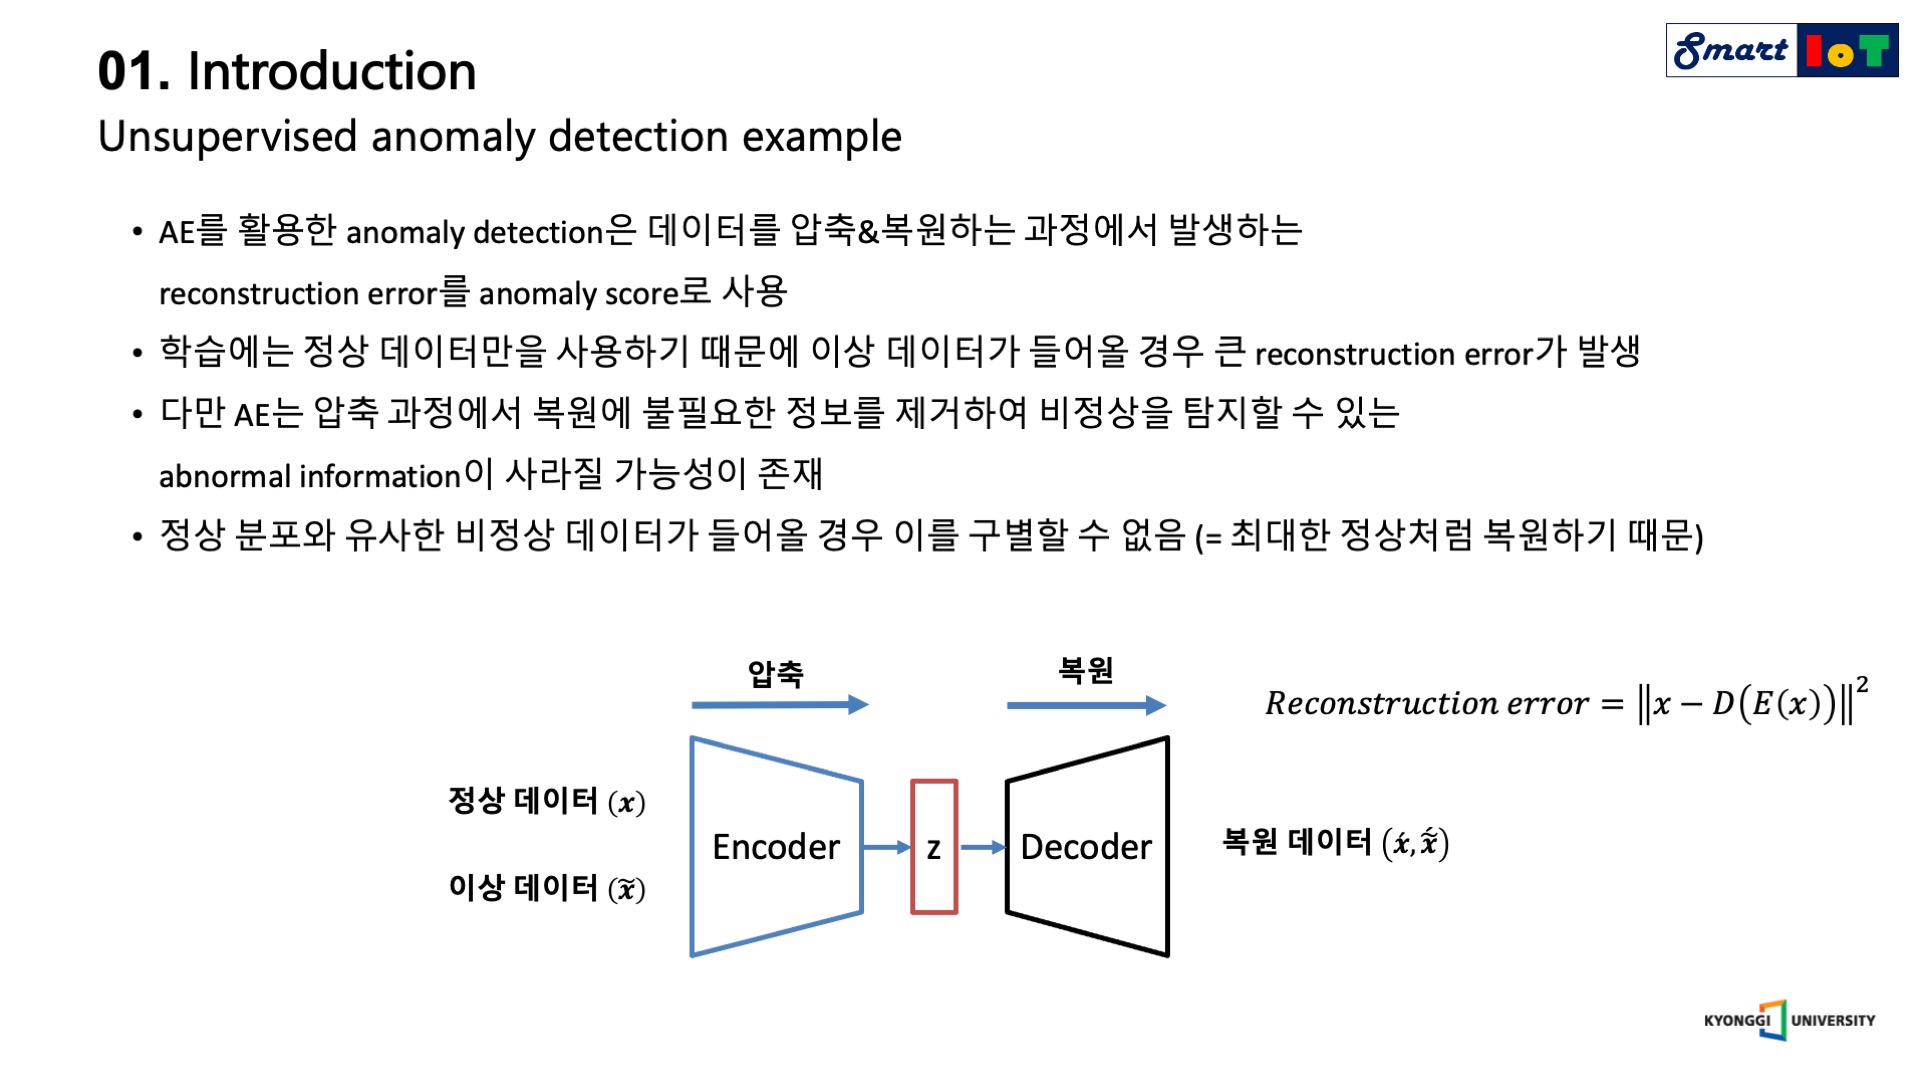 01. Introduction
Smart IoT
Unsupervised anomaly detection example
• AE를 활용한 anomaly detection은 데이터를 압축&복원하는 과정에서 발생하는
reconstruction error를 anomaly score로 사용
• 학습에는 정상 데이터만을 사용하기 때문에 이상 데이터가 들어올 경우 큰 reconstruction error가 발생
• 다만 AE는 압축 과정에서 복원에 불필요한 정보를 제거하여 비정상을 탐지할 수 있는
abnormal information이 사라질 가능성이 존재
• 정상 분포와 유사한 비정상 데이터가 들어올 경우 이를 구별할 수 없음 (= 최대한 정상처럼 복원하기 때문)
압축
복원
Reconstruction error = ‖x − D(E(x))‖²
정상 데이터 (x)
이상 데이터 (x̃)
Encoder
z
Decoder
복원 데이터 (x́, x̃́)
KYONGGI UNIVERSITY